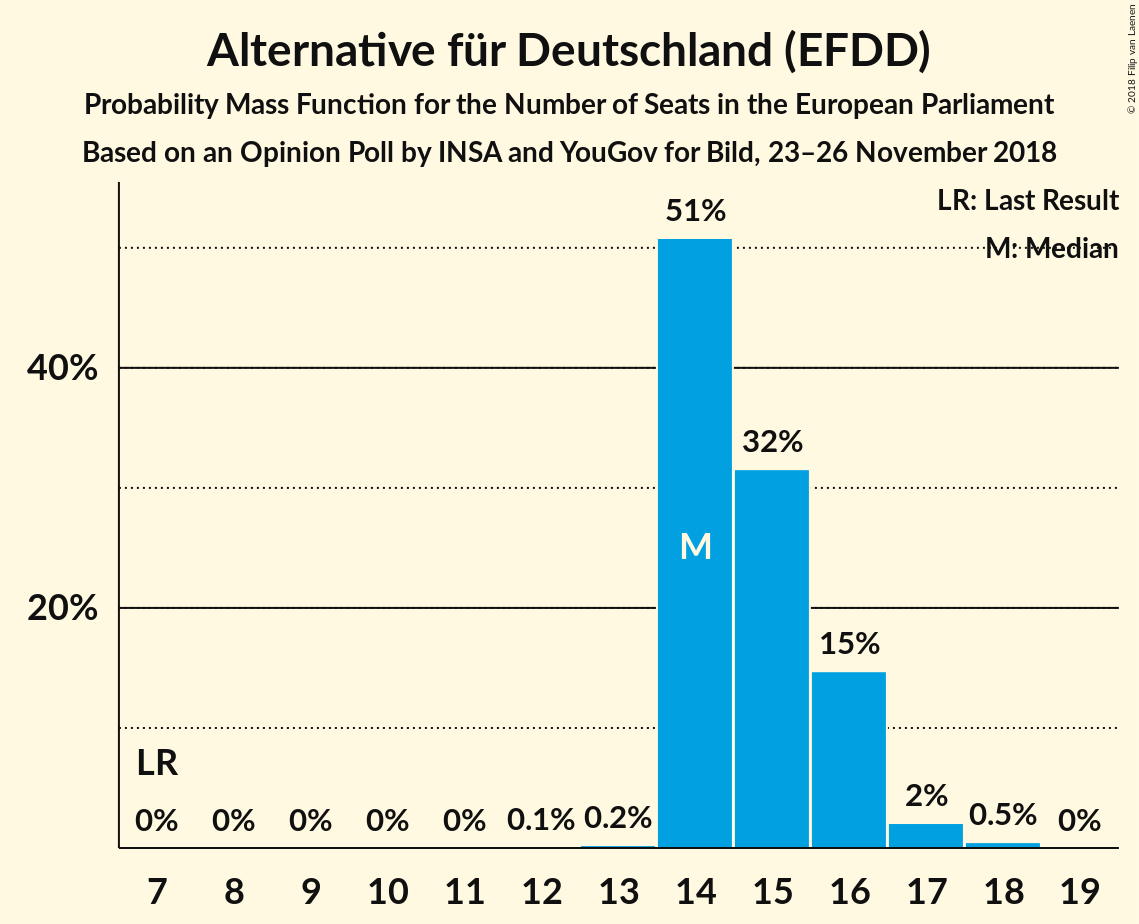 Alternative für Deutschland (EFDD)
Probability Mass Function for the Number of Seats in the European Parliament
Based on an Opinion Poll by INSA and YouGov for Bild, 23–26 November 2018
© 2018 Filip van Laenen
LR: Last Result
M: Median
51%
40%
32%
M
20%
15%
LR
0% 0% 0% 0% 0% 0.1% 0.2% 2% 0.5% 0%
7 8 9 10 11 12 13 14 15 16 17 18 19